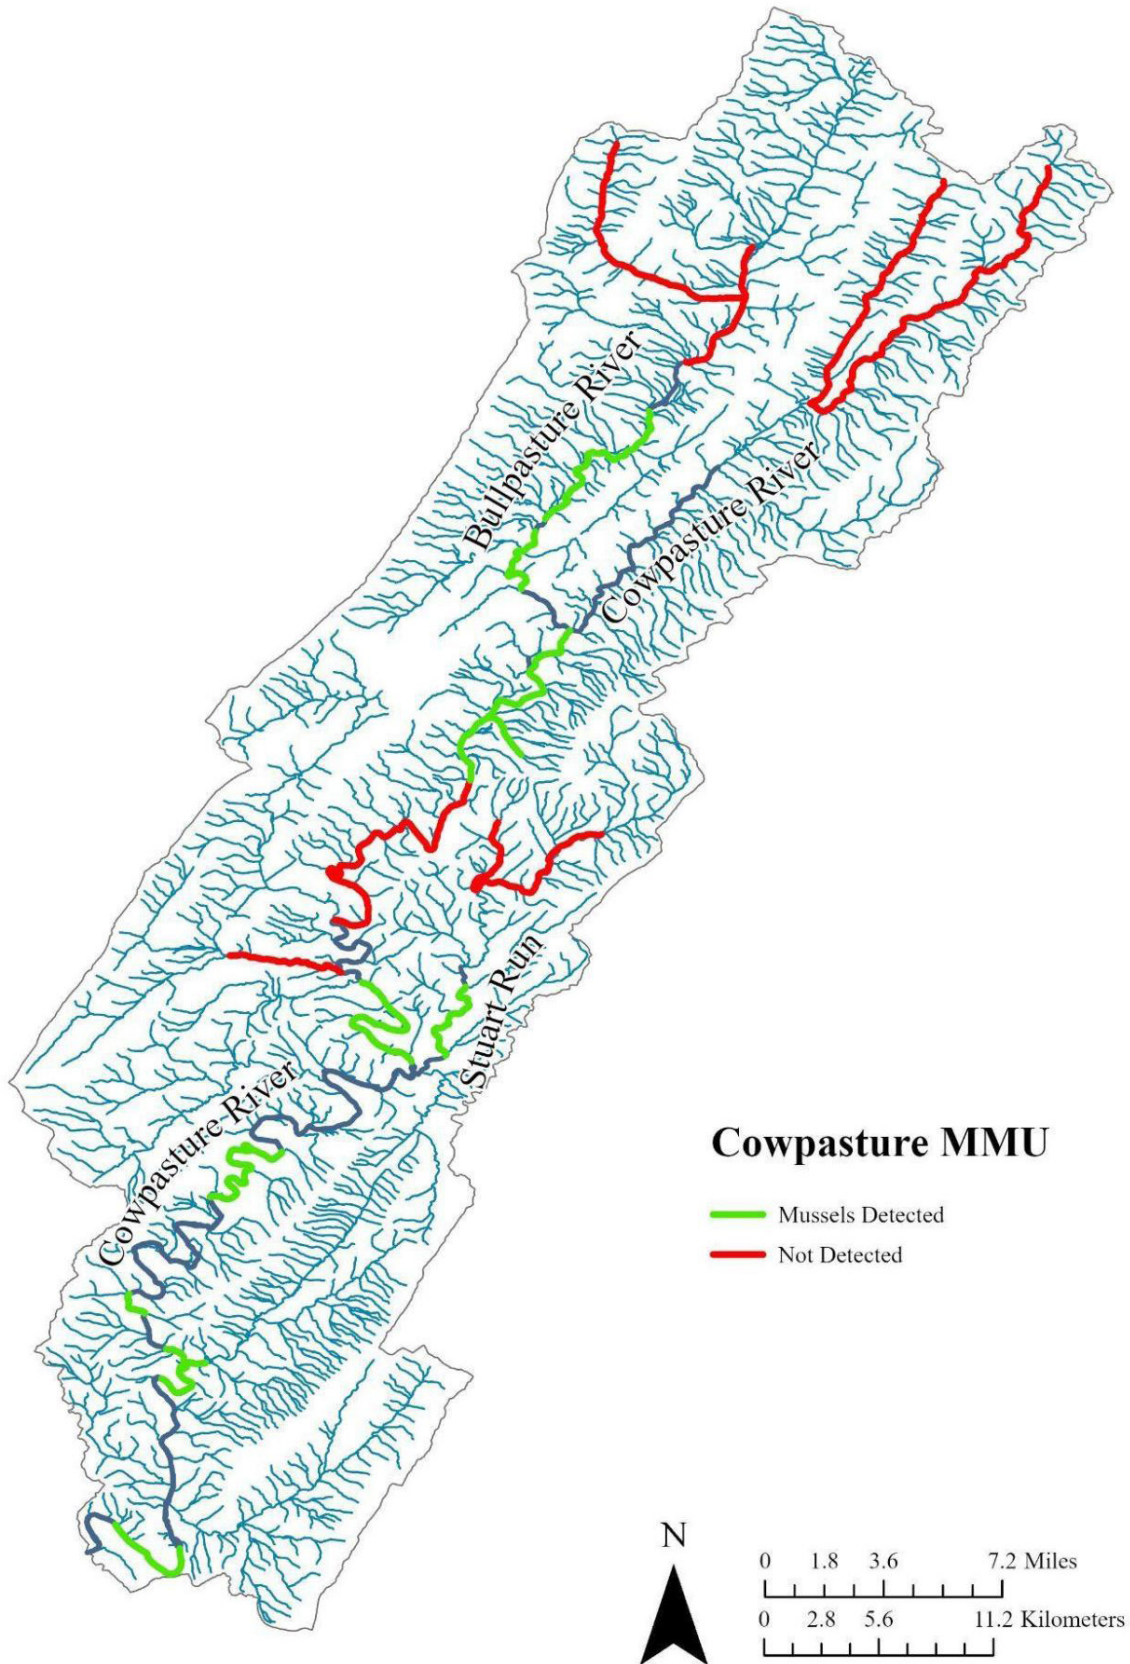 Bullpasture River
Cowpasture River
Stuart Run
Cowpasture River
Cowpasture MMU
Mussels Detected
Not Detected
N
0 1.8 3.6 7.2 Miles
0 2.8 5.6 11.2 Kilometers